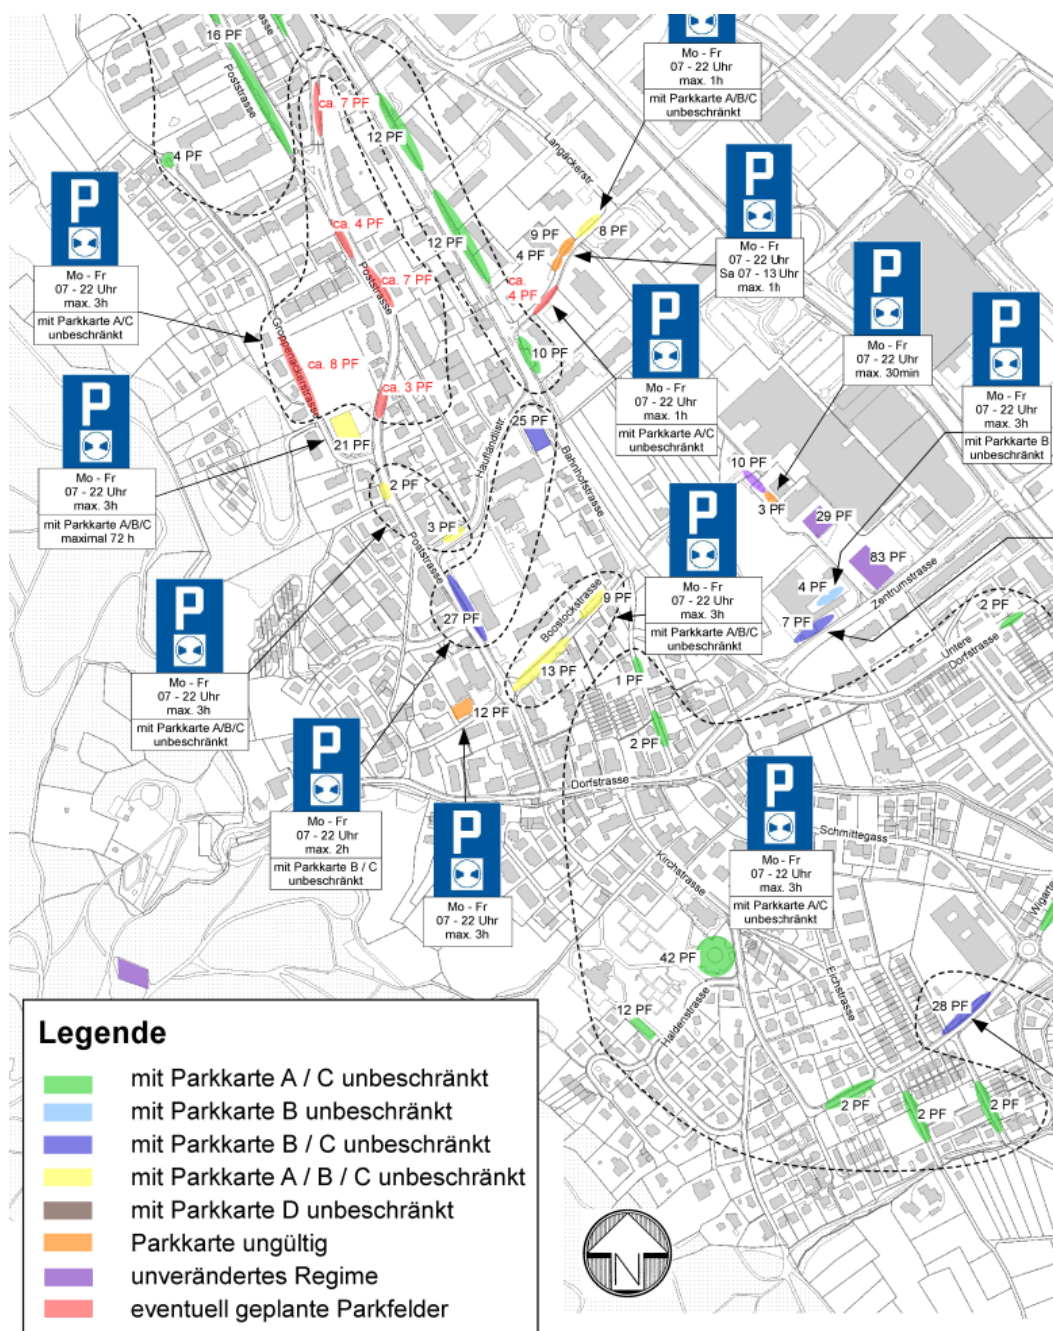 16 PF
Poststrasse
4 PF
ca. 7 PF
12 PF
Langäckerstr.
P
Mo - Fr
07 - 22 Uhr
max. 1h
mit Parkkarte A/B/C
unbeschränkt
9 PF
8 PF
4 PF
12 PF
ca. 4 PF
ca. 7 PF
Poststrasse
ca.
4 PF
10 PF
P
Mo - Fr
07 - 22 Uhr
Sa 07 - 13 Uhr
max. 1h
P
Mo - Fr
07 - 22 Uhr
max. 3h
mit Parkkarte A/C
unbeschränkt
Groppenackerstrasse
ca. 8 PF
ca. 3 PF
21 PF
P
Mo - Fr
07 - 22 Uhr
max. 1h
mit Parkkarte A/C
unbeschränkt
P
Mo - Fr
07 - 22 Uhr
max. 30min
P
Mo - Fr
07 - 22 Uhr
max. 3h
mit Parkkarte B
unbeschränkt
P
Mo - Fr
07 - 22 Uhr
max. 3h
mit Parkkarte A/B/C
maximal 72 h
25 PF
Hauflandlistr.
Bahnhofstrasse
2 PF
3 PF
Poststrasse
27 PF
10 PF
3 PF
29 PF
83 PF
4 PF
7 PF
Zentrumstrasse
P
Mo - Fr
07 - 22 Uhr
max. 3h
mit Parkkarte A/B/C
unbeschränkt
9 PF
Boostockstrasse
13 PF
1 PF
2 PF
2 PF
Untere
Dorfstrasse
P
Mo - Fr
07 - 22 Uhr
max. 3h
mit Parkkarte A/B/C
unbeschränkt
12 PF
P
Mo - Fr
07 - 22 Uhr
max. 2h
mit Parkkarte B / C
unbeschränkt
P
Mo - Fr
07 - 22 Uhr
max. 3h
Dorfstrasse
P
Mo - Fr
07 - 22 Uhr
max. 3h
mit Parkkarte A/C
unbeschränkt
Schmittegass
Kirchstrasse
42 PF
12 PF
Haldenstrasse
Eichstrasse
28 PF
2 PF
2 PF
2 PF
N
Legende
mit Parkkarte A / C unbeschränkt
mit Parkkarte B unbeschränkt
mit Parkkarte B / C unbeschränkt
mit Parkkarte A / B / C unbeschränkt
mit Parkkarte D unbeschränkt
Parkkarte ungültig
unverändertes Regime
eventuell geplante Parkfelder